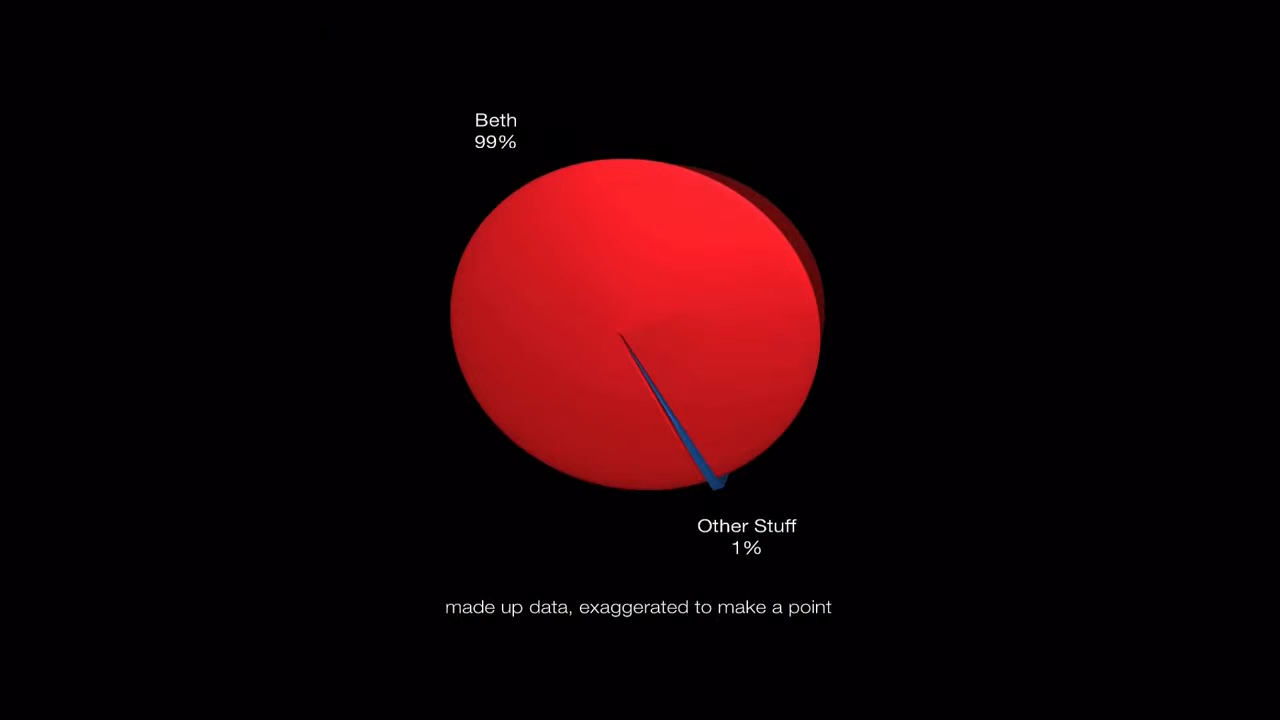 Beth
99%
Other Stuff
1%
made up data, exaggerated to make a point